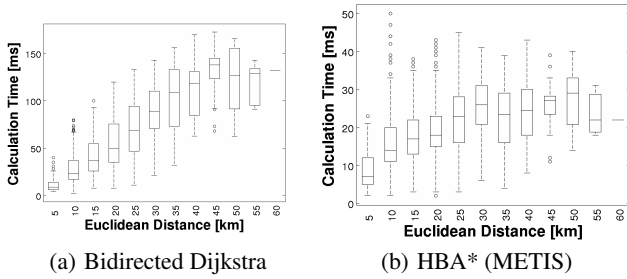 Calculation Time [ms]
150
100
50
0
5 10 15 20 25 30 35 40 45 50 55 60
Euclidean Distance [km]
(a) Bidirected Dijkstra
Calculation Time [ms]
50
40
30
20
10
0
5 10 15 20 25 30 35 40 45 50 55 60
Euclidean Distance [km]
(b) HBA* (METIS)